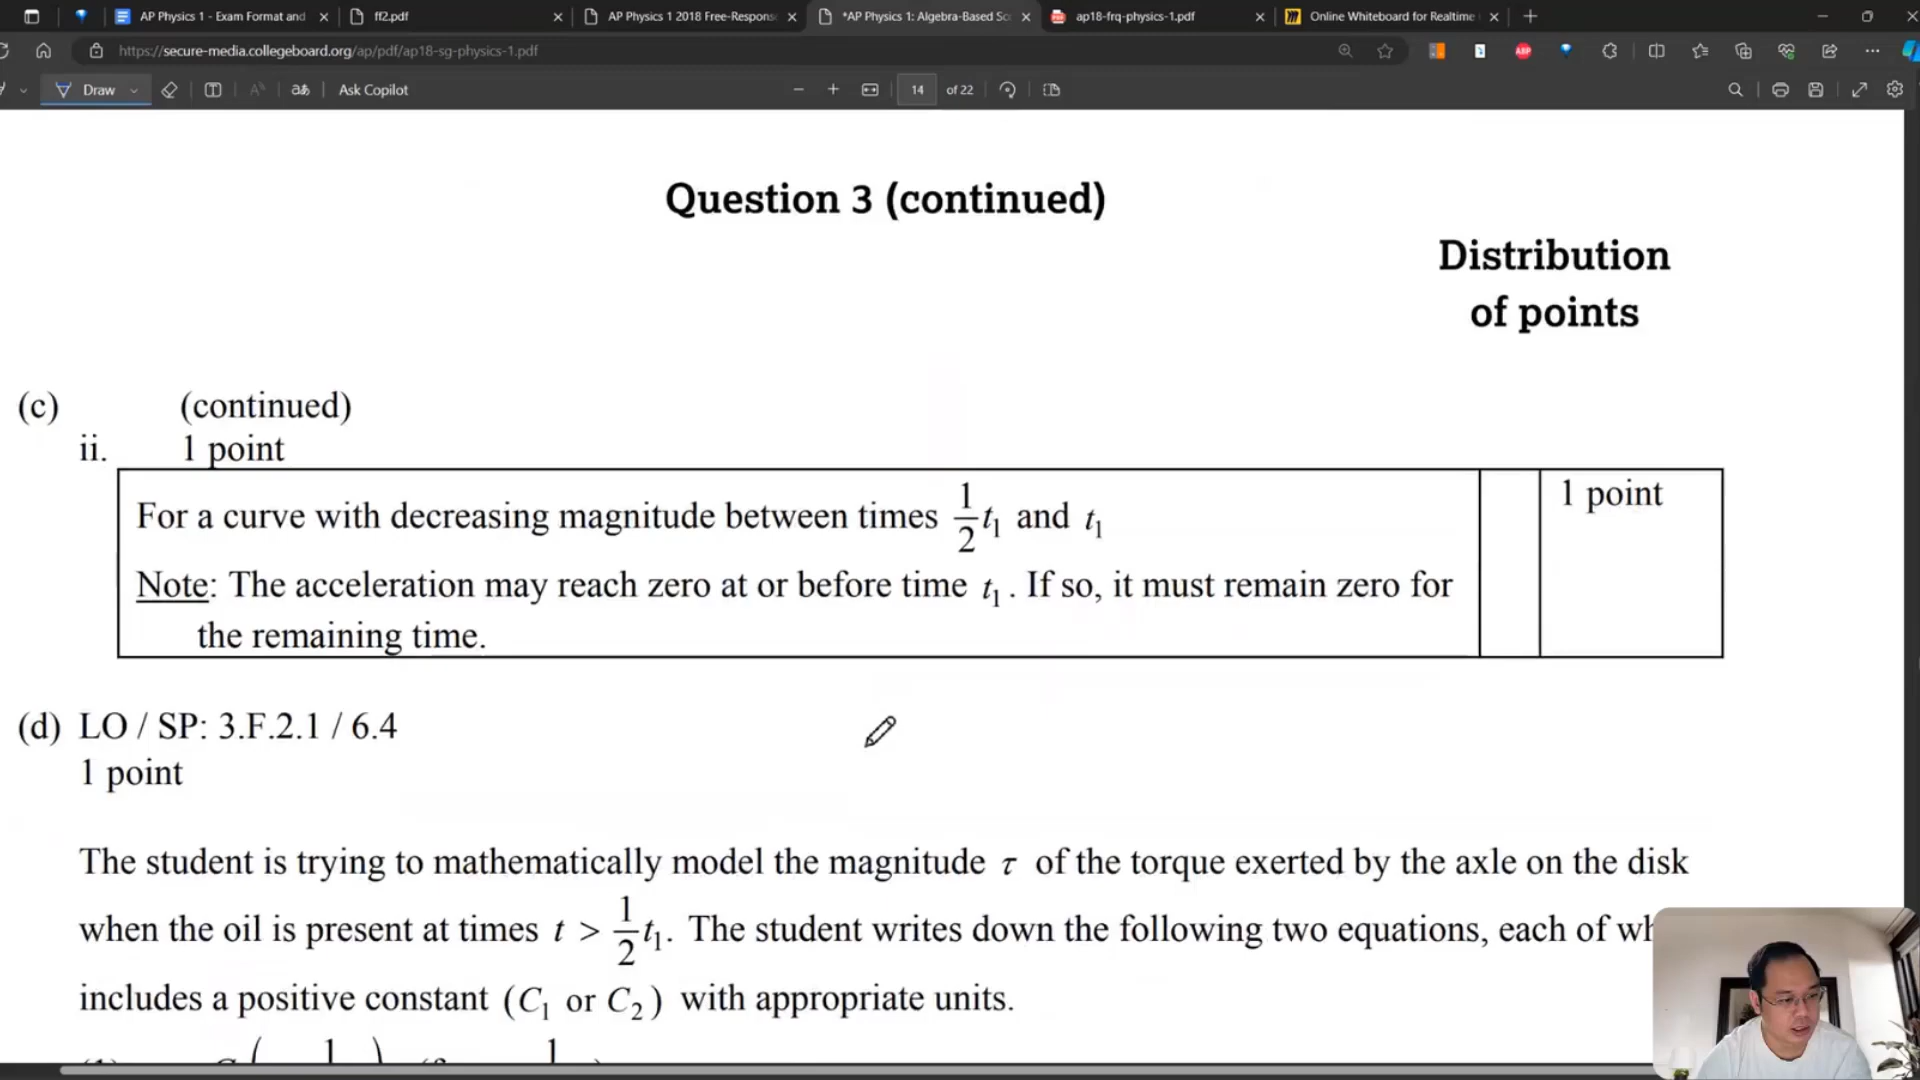 AP Physics 1 - Exam Format and
ff2.pdf
AP Physics 1 2018 Free-Respons
*AP Physics 1: Algebra-Based Sc
ap18-frq-physics-1.pdf
Online Whiteboard for Realtime
https://secure-media.collegeboard.org/ap/pdf/ap18-sg-physics-1.pdf
ABP
Draw
aあ
Ask Copilot
14 of 22
Question 3 (continued)
Distribution
of points
(c) (continued)
ii. 1 point
For a curve with decreasing magnitude between times 1/2 t₁ and t₁
1 point
Note: The acceleration may reach zero at or before time t₁. If so, it must remain zero for
the remaining time.
(d) LO / SP: 3.F.2.1 / 6.4
1 point
The student is trying to mathematically model the magnitude τ of the torque exerted by the axle on the disk
when the oil is present at times t > 1/2 t₁. The student writes down the following two equations, each of wh
includes a positive constant (C₁ or C₂) with appropriate units.